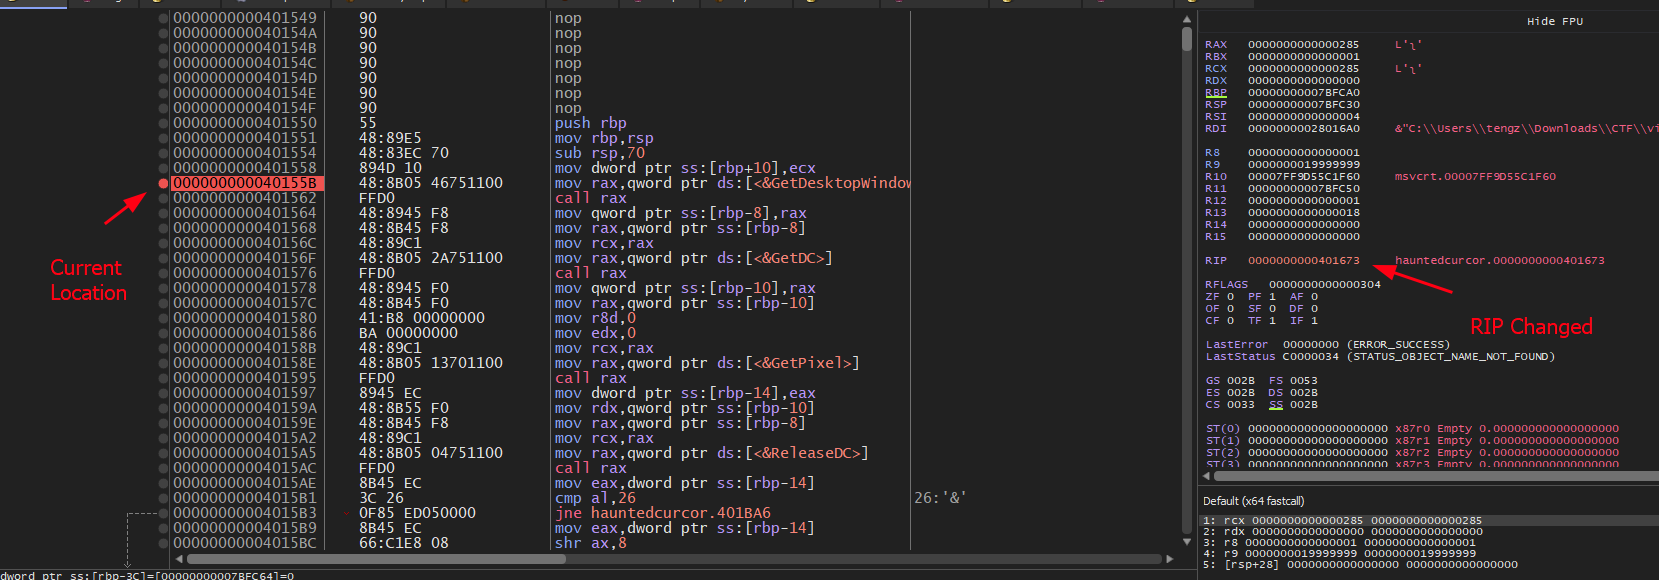 0000000000401549 90 nop
000000000040154A 90 nop
000000000040154B 90 nop
000000000040154C 90 nop
000000000040154D 90 nop
000000000040154E 90 nop
000000000040154F 90 nop
0000000000401550 55 push rbp
0000000000401551 48:89E5 mov rbp,rsp
0000000000401554 48:83EC 70 sub rsp,70
0000000000401558 894D 10 mov dword ptr ss:[rbp+10],ecx
000000000040155B 48:8B05 46751100 mov rax,qword ptr ds:[<&GetDesktopWindow
0000000000401562 FFD0 call rax
0000000000401564 48:8945 F8 mov qword ptr ss:[rbp-8],rax
0000000000401568 48:8B45 F8 mov rax,qword ptr ss:[rbp-8]
000000000040156C 48:89C1 mov rcx,rax
000000000040156F 48:8B05 2A751100 mov rax,qword ptr ds:[<&GetDC>]
0000000000401576 FFD0 call rax
0000000000401578 48:8945 F0 mov qword ptr ss:[rbp-10],rax
000000000040157C 48:8B45 F0 mov rax,qword ptr ss:[rbp-10]
0000000000401580 41:B8 00000000 mov r8d,0
0000000000401586 BA 00000000 mov edx,0
000000000040158B 48:89C1 mov rcx,rax
000000000040158E 48:8B05 13701100 mov rax,qword ptr ds:[<&GetPixel>]
0000000000401595 FFD0 call rax
0000000000401597 8945 EC mov dword ptr ss:[rbp-14],eax
000000000040159A 48:8B55 F0 mov rdx,qword ptr ss:[rbp-10]
000000000040159E 48:8B45 F8 mov rax,qword ptr ss:[rbp-8]
00000000004015A2 48:89C1 mov rcx,rax
00000000004015A5 48:8B05 04751100 mov rax,qword ptr ds:[<&ReleaseDC>]
00000000004015AC FFD0 call rax
00000000004015AE 8B45 EC mov eax,dword ptr ss:[rbp-14]
00000000004015B1 3C 26 cmp al,26 26:'&'
00000000004015B3 0F85 ED050000 jne hauntedcurcor.401BA6
00000000004015B9 8B45 EC mov eax,dword ptr ss:[rbp-14]
00000000004015BC 66:C1E8 08 shr ax,8
Current
Location
dword ptr ss:[rbp-3C]=[00000000007BFC64]=0
Hide FPU
RAX 0000000000000285 L'ʅ'
RBX 0000000000000001
RCX 0000000000000285 L'ʅ'
RDX 0000000000000000
RBP 00000000007BFCA0
RSP 00000000007BFC30
RSI 0000000000000004
RDI 00000000028016A0 &"C:\\Users\\tengz\\Downloads\\CTF\\vi
R8 0000000000000001
R9 0000000019999999
R10 00007FF9D55C1F60 msvcrt.00007FF9D55C1F60
R11 00000000007BFC50
R12 0000000000000001
R13 0000000000000018
R14 0000000000000000
R15 0000000000000000
RIP 0000000000401673 hauntedcurcor.0000000000401673
RIP Changed
RFLAGS 0000000000000304
ZF 0 PF 1 AF 0
OF 0 SF 0 DF 0
CF 0 TF 1 IF 1
LastError 00000000 (ERROR_SUCCESS)
LastStatus C0000034 (STATUS_OBJECT_NAME_NOT_FOUND)
GS 002B FS 0053
ES 002B DS 002B
CS 0033 SS 002B
ST(0) 00000000000000000000 x87r0 Empty 0.000000000000000000
ST(1) 00000000000000000000 x87r1 Empty 0.000000000000000000
ST(2) 00000000000000000000 x87r2 Empty 0.000000000000000000
ST(3) 00000000000000000000 x87r3 Empty 0.000000000000000000
Default (x64 fastcall)
1: rcx 0000000000000285 0000000000000285
2: rdx 0000000000000000 0000000000000000
3: r8 0000000000000001 0000000000000001
4: r9 0000000019999999 0000000019999999
5: [rsp+28] 0000000000000000 0000000000000000